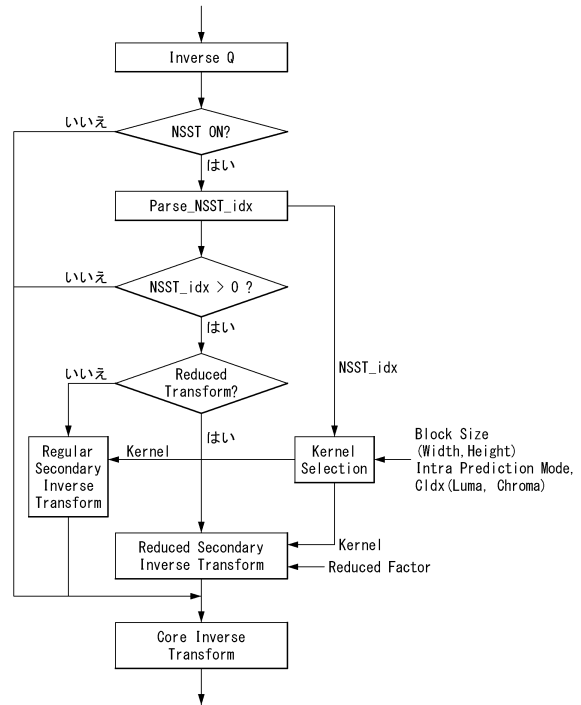 Inverse Q
いいえ
NSST ON?
はい
Parse_NSST_idx
いいえ
NSST_idx > 0 ?
はい
NSST_idx
いいえ
Reduced
Transform?
はい
Regular
Secondary
Inverse
Transform
Kernel
Kernel
Selection
Block Size
(Width,Height)
Intra Prediction Mode,
CIdx(Luma, Chroma)
Reduced Secondary
Inverse Transform
Kernel
Reduced Factor
Core Inverse
Transform